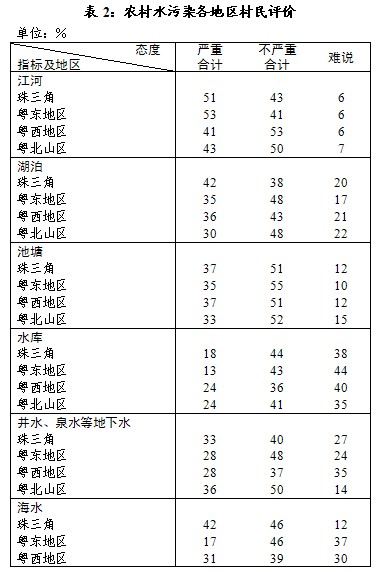 表 2：农村水污染各地区村民评价
单位：%
态度 严重 不严重 难说
指标及地区 合计 合计
江河
珠三角 51 43 6
粤东地区 53 41 6
粤西地区 41 53 6
粤北山区 43 50 7
湖泊
珠三角 42 38 20
粤东地区 35 48 17
粤西地区 36 43 21
粤北山区 30 48 22
池塘
珠三角 37 51 12
粤东地区 35 55 10
粤西地区 37 51 12
粤北山区 33 52 15
水库
珠三角 18 44 38
粤东地区 13 43 44
粤西地区 24 36 40
粤北山区 24 41 35
井水、泉水等地下水
珠三角 33 40 27
粤东地区 28 48 24
粤西地区 28 37 35
粤北山区 36 50 14
海水
珠三角 42 46 12
粤东地区 17 46 37
粤西地区 31 39 30